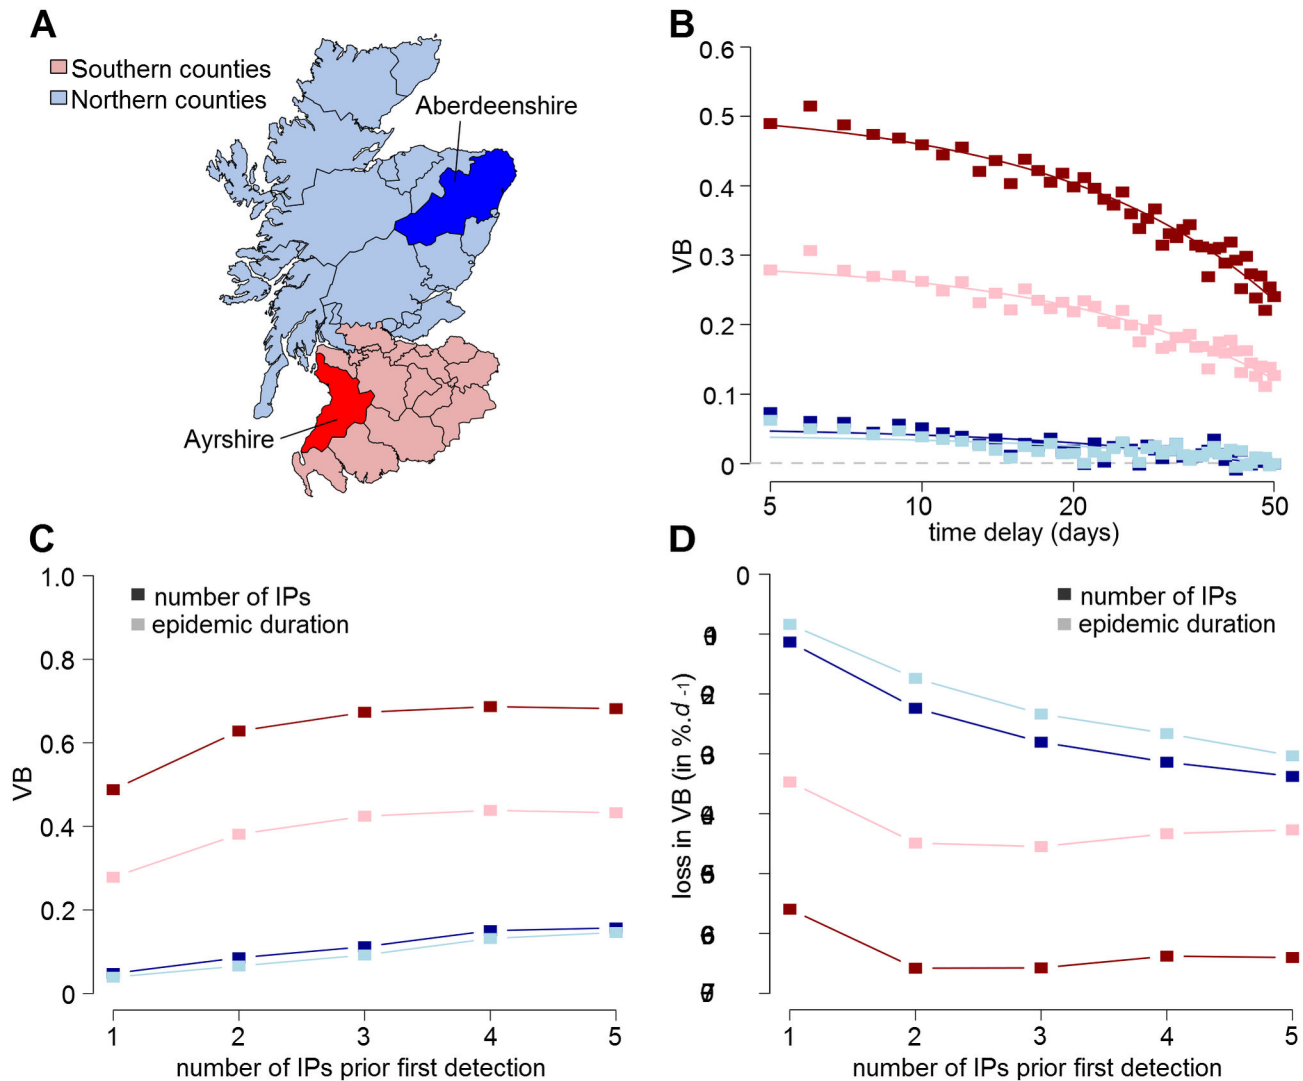 A
Southern counties
Northern counties
Aberdeenshire
Ayrshire
B
0.6
0.5
0.4
0.3
0.2
0.1
0
VB
5
10
20
50
time delay (days)
C
1.0
0.8
0.6
0.4
0.2
0
VB
number of IPs
epidemic duration
1
2
3
4
5
number of IPs prior first detection
D
0
loss in VB (in %.d -1)
number of IPs
epidemic duration
1
2
3
4
5
number of IPs prior first detection